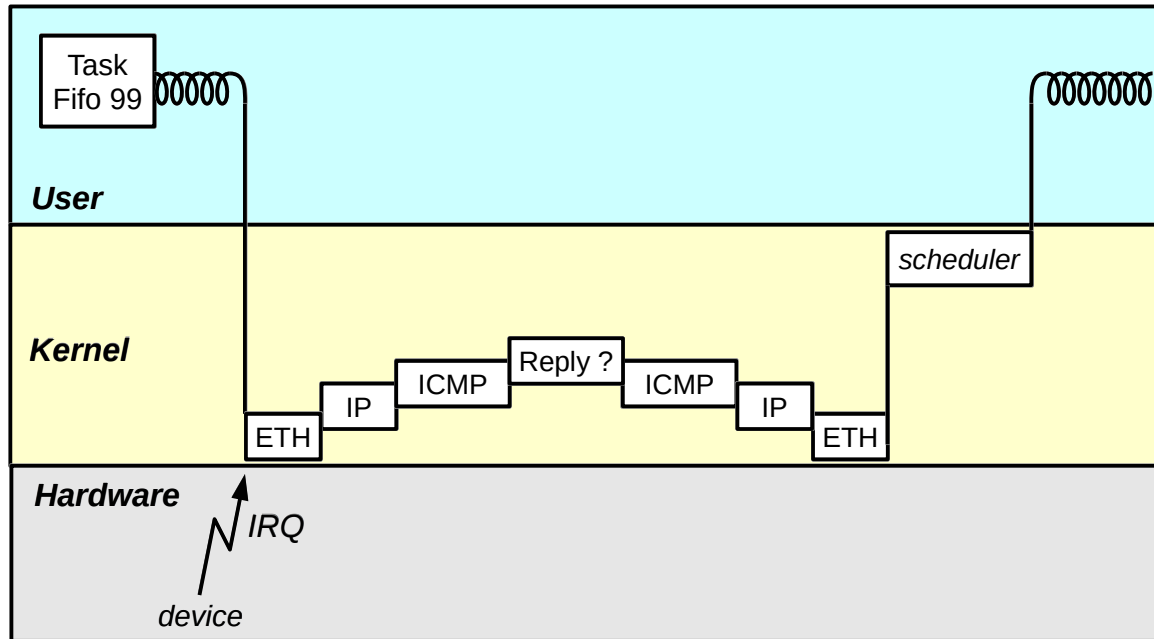 Task
Fifo 99
User
scheduler
Kernel
Reply ?
ICMP
ICMP
IP
IP
ETH
ETH
Hardware
IRQ
device